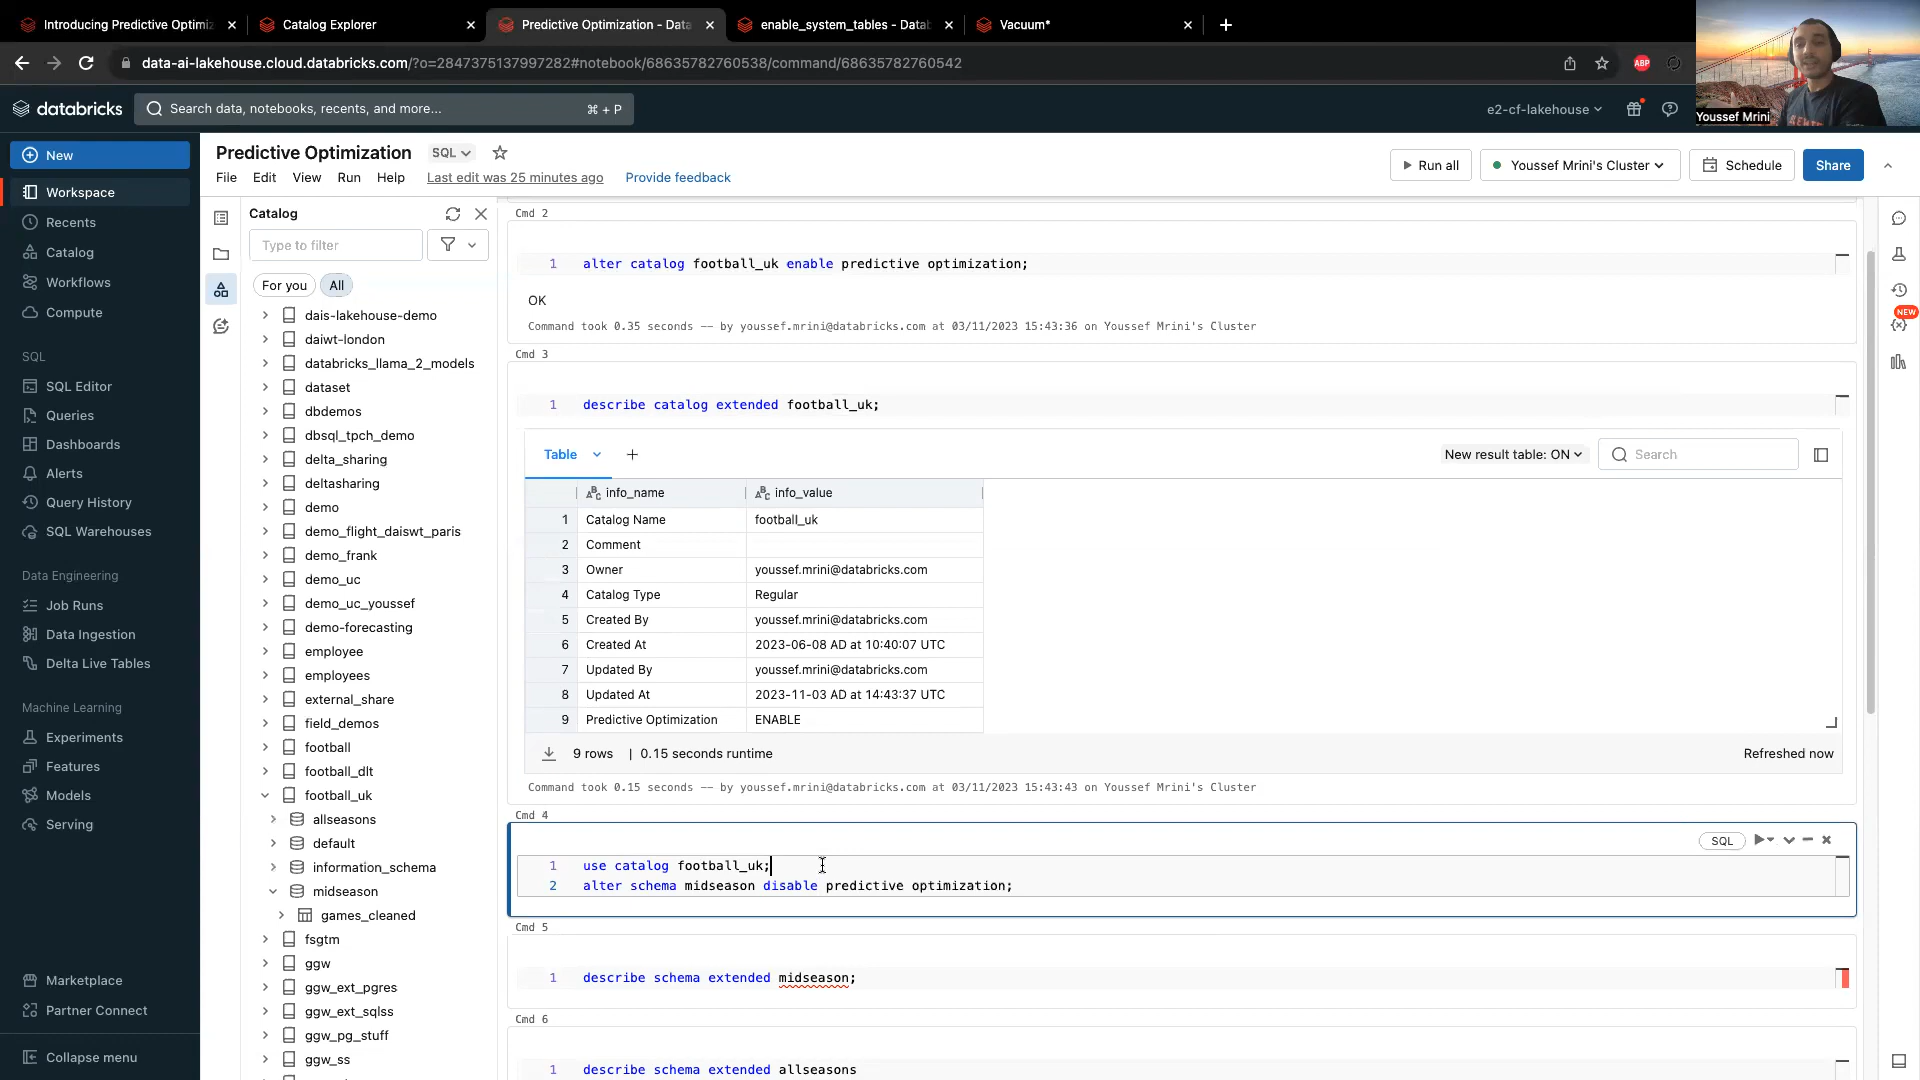 Introducing Predictive Optimiz
Catalog Explorer
Predictive Optimization - Data
enable_system_tables - Datab
Vacuum*
data-ai-lakehouse.cloud.databricks.com/?o=2847375137997282#notebook/68635782760538/command/68635782760542
ABP
Youssef Mrini
databricks
Search data, notebooks, recents, and more...
⌘ + P
e2-cf-lakehouse
New
Workspace
Recents
Catalog
Workflows
Compute
SQL
SQL Editor
Queries
Dashboards
Alerts
Query History
SQL Warehouses
Data Engineering
Job Runs
Data Ingestion
Delta Live Tables
Machine Learning
Experiments
Features
Models
Serving
Marketplace
Partner Connect
Collapse menu
Predictive Optimization
SQL
File Edit View Run Help
Last edit was 25 minutes ago
Provide feedback
Run all
Youssef Mrini's Cluster
Schedule
Share
Catalog
Type to filter
For you
All
dais-lakehouse-demo
daiwt-london
databricks_llama_2_models
dataset
dbdemos
dbsql_tpch_demo
delta_sharing
deltasharing
demo
demo_flight_daiswt_paris
demo_frank
demo_uc
demo_uc_youssef
demo-forecasting
employee
employees
external_share
field_demos
football
football_dlt
football_uk
allseasons
default
information_schema
midseason
games_cleaned
fsgtm
ggw
ggw_ext_pgres
ggw_ext_sqlss
ggw_pg_stuff
ggw_ss
Cmd 2
1 alter catalog football_uk enable predictive optimization;
OK
Command took 0.35 seconds -- by youssef.mrini@databricks.com at 03/11/2023 15:43:36 on Youssef Mrini's Cluster
Cmd 3
1 describe catalog extended football_uk;
Table
New result table: ON
Search
info_name info_value
1 Catalog Name football_uk
2 Comment
3 Owner youssef.mrini@databricks.com
4 Catalog Type Regular
5 Created By youssef.mrini@databricks.com
6 Created At 2023-06-08 AD at 10:40:07 UTC
7 Updated By youssef.mrini@databricks.com
8 Updated At 2023-11-03 AD at 14:43:37 UTC
9 Predictive Optimization ENABLE
9 rows | 0.15 seconds runtime
Refreshed now
Command took 0.15 seconds -- by youssef.mrini@databricks.com at 03/11/2023 15:43:43 on Youssef Mrini's Cluster
Cmd 4
SQL
1 use catalog football_uk;
2 alter schema midseason disable predictive optimization;
Cmd 5
1 describe schema extended midseason;
Cmd 6
1 describe schema extended allseasons
NEW